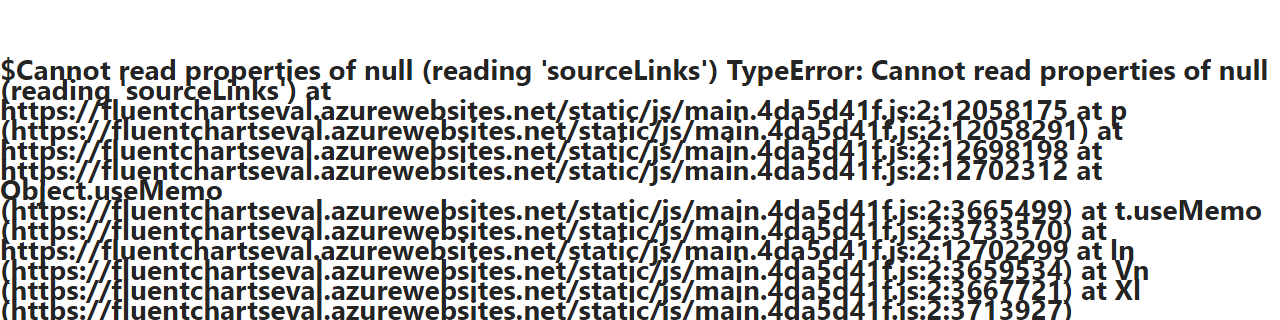 $Cannot read properties of null (reading 'sourceLinks') TypeError: Cannot read properties of null
(reading 'sourceLinks') at
https://fluentchartseval.azurewebsites.net/static/js/main.4da5d41f.js:2:12058175 at p
(https://fluentchartseval.azurewebsites.net/static/js/main.4da5d41f.js:2:12058291) at
https://fluentchartseval.azurewebsites.net/static/js/main.4da5d41f.js:2:12698198 at
https://fluentchartseval.azurewebsites.net/static/js/main.4da5d41f.js:2:12702312 at
Object.useMemo
(https://fluentchartseval.azurewebsites.net/static/js/main.4da5d41f.js:2:3665499) at t.useMemo
(https://fluentchartseval.azurewebsites.net/static/js/main.4da5d41f.js:2:3733570) at
https://fluentchartseval.azurewebsites.net/static/js/main.4da5d41f.js:2:12702299 at ln
(https://fluentchartseval.azurewebsites.net/static/js/main.4da5d41f.js:2:3659534) at Vn
(https://fluentchartseval.azurewebsites.net/static/js/main.4da5d41f.js:2:3667721) at Xl
(https://fluentchartseval.azurewebsites.net/static/js/main.4da5d41f.js:2:3713927)